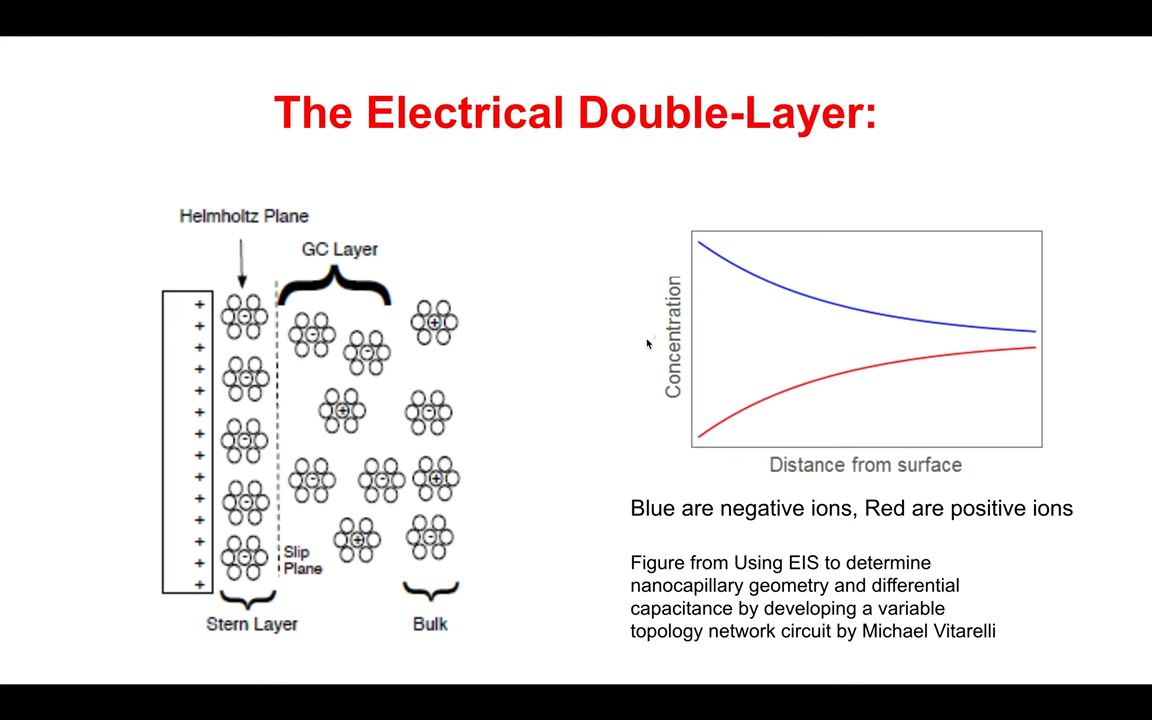 The Electrical Double-Layer:
Helmholtz Plane
GC Layer
Slip
Plane
Stern Layer
Bulk
Concentration
Distance from surface
Blue are negative ions, Red are positive ions
Figure from Using EIS to determine
nanocapillary geometry and differential
capacitance by developing a variable
topology network circuit by Michael Vitarelli